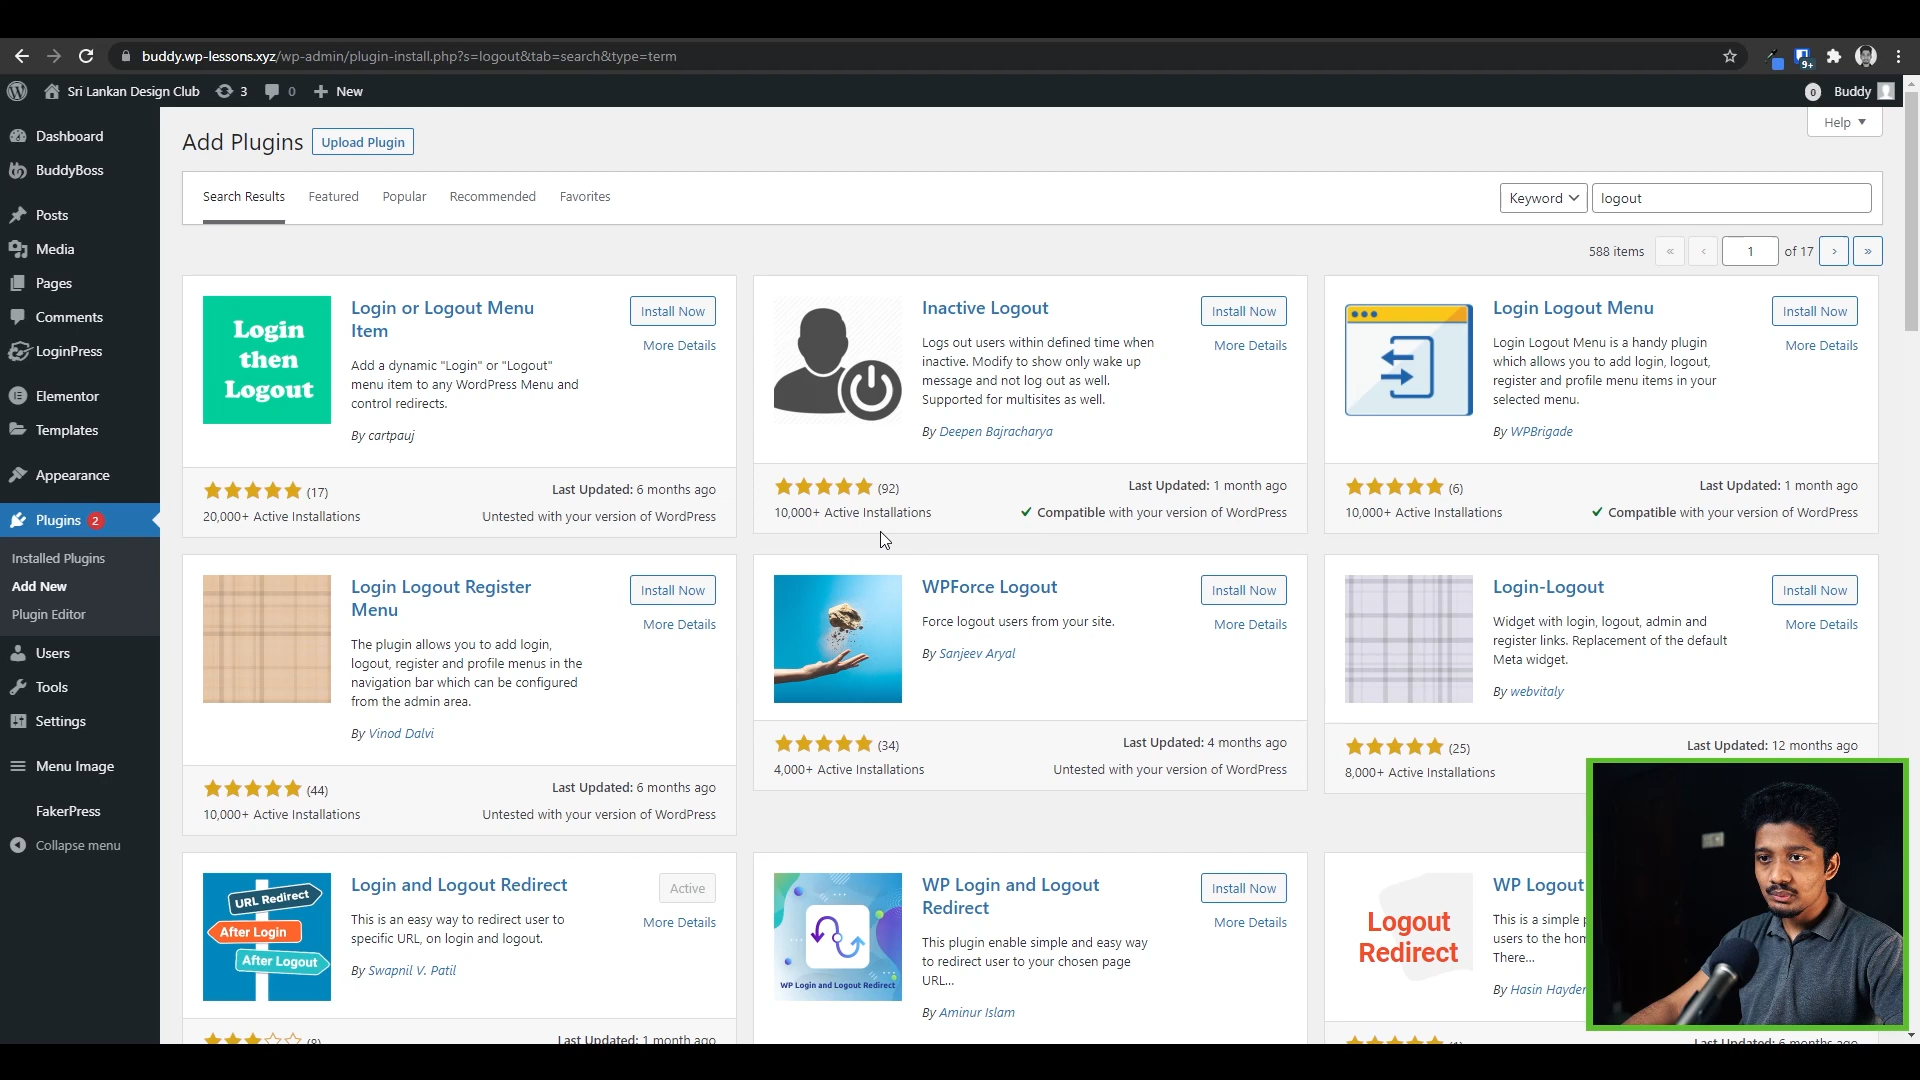 buddy.wp-lessons.xyz/wp-admin/plugin-install.php?s=logout&tab=search&type=term
9+
Sri Lankan Design Club 3 0 New
0 Buddy
Dashboard
BuddyBoss
Posts
Media
Pages
Comments
LoginPress
Elementor
Templates
Appearance
Plugins 2
Installed Plugins
Add New
Plugin Editor
Users
Tools
Settings
Menu Image
FakerPress
Collapse menu
Help
Add Plugins Upload Plugin
Search Results Featured Popular Recommended Favorites
Keyword logout
588 items « ‹ 1 of 17 › »
Login
then
Logout
Login or Logout Menu
Item
Install Now
More Details
Add a dynamic "Login" or "Logout"
menu item to any WordPress Menu and
control redirects.
By cartpauj
(17)
20,000+ Active Installations
Last Updated: 6 months ago
Untested with your version of WordPress
Inactive Logout
Install Now
More Details
Logs out users within defined time when
inactive. Modify to show only wake up
message and not log out as well.
Supported for multisites as well.
By Deepen Bajracharya
(92)
10,000+ Active Installations
Last Updated: 1 month ago
✓ Compatible with your version of WordPress
Login Logout Menu
Install Now
More Details
Login Logout Menu is a handy plugin
which allows you to add login, logout,
register and profile menu items in your
selected menu.
By WPBrigade
(6)
10,000+ Active Installations
Last Updated: 1 month ago
✓ Compatible with your version of WordPress
Login Logout Register
Menu
Install Now
More Details
The plugin allows you to add login,
logout, register and profile menus in the
navigation bar which can be configured
from the admin area.
By Vinod Dalvi
(44)
10,000+ Active Installations
Last Updated: 6 months ago
Untested with your version of WordPress
WPForce Logout
Install Now
More Details
Force logout users from your site.
By Sanjeev Aryal
(34)
4,000+ Active Installations
Last Updated: 4 months ago
Untested with your version of WordPress
Login-Logout
Install Now
More Details
Widget with login, logout, admin and
register links. Replacement of the default
Meta widget.
By webvitaly
(25)
8,000+ Active Installations
Last Updated: 12 months ago
URL Redirect
After Login
After Logout
Login and Logout Redirect
Active
More Details
This is an easy way to redirect user to
specific URL, on login and logout.
By Swapnil V. Patil
(8)
Last Updated: 1 month ago
WP Login and Logout Redirect
WP Login and Logout
Redirect
Install Now
More Details
This plugin enable simple and easy way
to redirect user to your chosen page
URL...
By Aminur Islam
Logout
Redirect
WP Logout
This is a simple
users to the
There...
By Hasin Hayder
Last Updated: 6 months ago